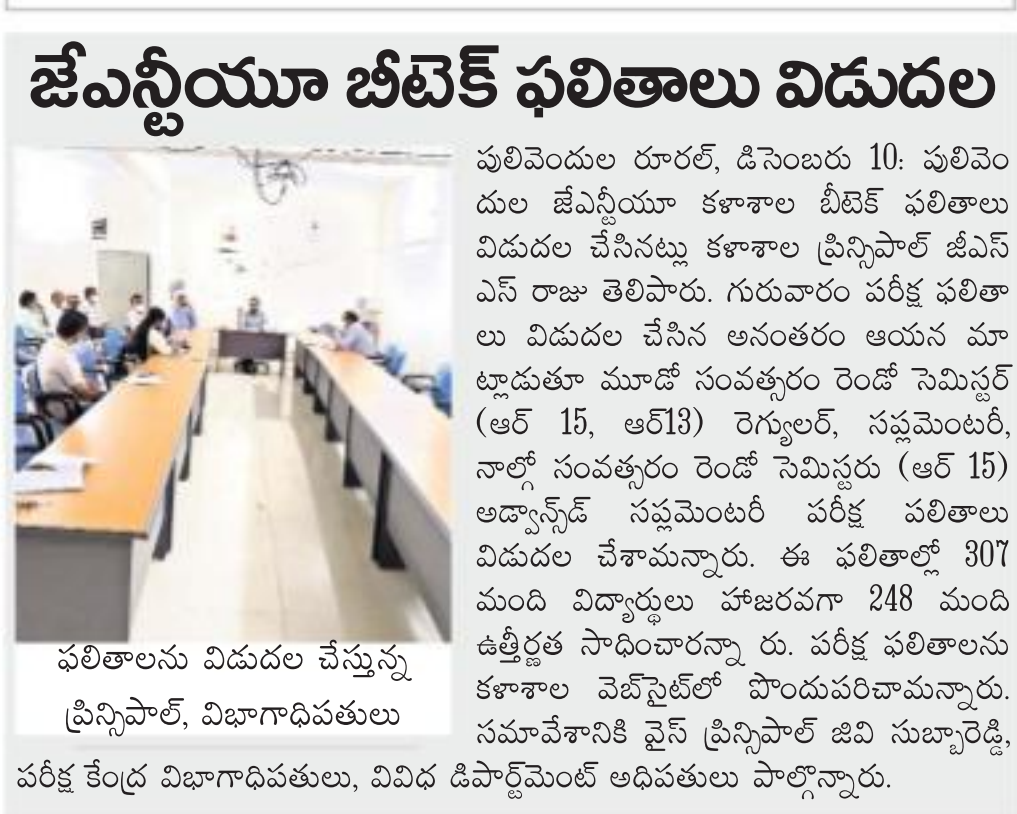 జేఎన్టీయూ బీటెక్ ఫలితాలు విడుదల
పులివెందుల రూరల్, డిసెంబరు 10: పులివెం
దుల జేఎన్టీయూ కళాశాల బీటెక్ ఫలితాలు
విడుదల చేసినట్లు కళాశాల ప్రిన్సిపాల్ జీఎస్
ఎస్ రాజు తెలిపారు. గురువారం పరీక్ష ఫలితా
లు విడుదల చేసిన అనంతరం ఆయన మా
ట్లాడుతూ మూడో సంవత్సరం రెండో సెమిస్టర్
(ఆర్ 15, ఆర్13) రెగ్యులర్, సప్లమెంటరీ,
నాల్గో సంవత్సరం రెండో సెమిస్టరు (ఆర్ 15)
అడ్వాన్స్‌డ్ సప్లమెంటరీ పరీక్ష పలితాలు
విడుదల చేశామన్నారు. ఈ ఫలితాల్లో 307
మంది విద్యార్థులు హాజరవగా 248 మంది
ఉత్తీర్ణత సాధించారన్నా రు. పరీక్ష ఫలితాలను
కళాశాల వెబ్‌సైట్‌లో పొందుపరిచామన్నారు.
సమావేశానికి వైస్ ప్రిన్సిపాల్ జివి సుబ్బారెడ్డి,
పరీక్ష కేంద్ర విభాగాధిపతులు, వివిధ డిపార్ట్‌మెంట్ అధిపతులు పాల్గొన్నారు.
ఫలితాలను విడుదల చేస్తున్న
ప్రిన్సిపాల్, విభాగాధిపతులు